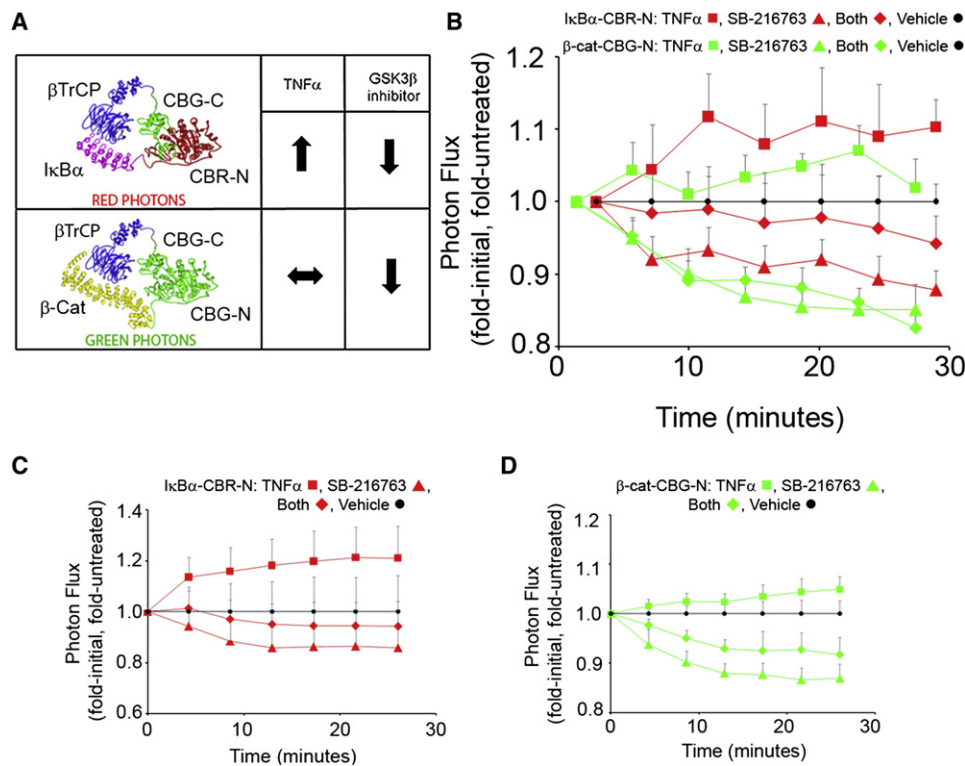 A
TNFα
GSK3β
inhibitor
βTrCP
CBG-C
IκBα
CBR-N
RED PHOTONS
βTrCP
CBG-C
β-Cat
CBG-N
GREEN PHOTONS
B
IκBα-CBR-N: TNFα ■, SB-216763 ▲, Both ◆, Vehicle ●
β-cat-CBG-N: TNFα ■, SB-216763 ▲, Both ◆, Vehicle ●
1.2
1.1
1.0
0.9
0.8
Photon Flux
(fold-initial, fold-untreated)
0 10 20 30
Time (minutes)
C
IκBα-CBR-N: TNFα ■, SB-216763 ▲,
Both ◆, Vehicle ●
1.4
1.2
1.0
0.8
0.6
Photon Flux
(fold-initial, fold-untreated)
0 10 20 30
Time (minutes)
D
β-cat-CBG-N: TNFα ■, SB-216763 ▲,
Both ◆, Vehicle ●
1.2
1.1
1.0
0.9
0.8
Photon Flux
(fold-initial, fold-untreated)
0 10 20 30
Time (minutes)